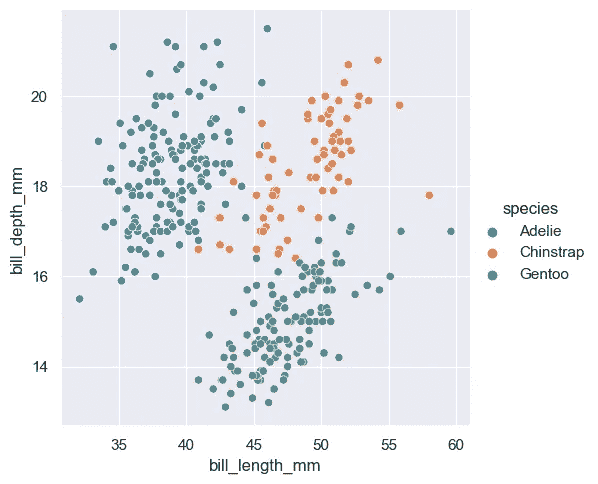 20
18
16
14
bill_depth_mm
35 40 45 50 55 60
bill_length_mm
species
Adelie
Chinstrap
Gentoo